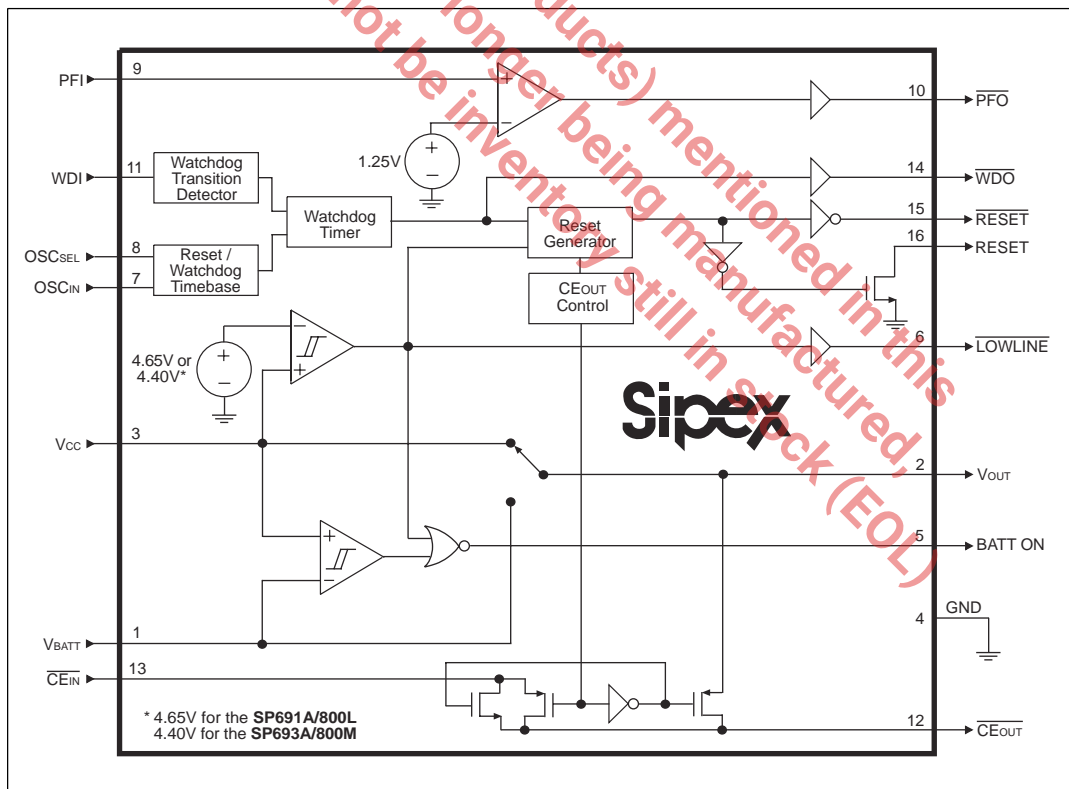 ducts) mentioned in this
longer being manufactured,
not be inventory still in stock (EOL)
PFI
9
10
PFO
1.25V
WDI
11
Watchdog
Transition
Detector
14
WDO
Watchdog
Timer
Reset
Generator
15
RESET
16
RESET
OSCSEL
8
Reset /
Watchdog
Timebase
OSCIN
7
CEOUT
Control
4.65V or
4.40V*
6
LOWLINE
Sipex
VCC
3
2
VOUT
5
BATT ON
GND
4
VBATT
1
CEIN
13
* 4.65V for the SP691A/800L
4.40V for the SP693A/800M
12
CEOUT